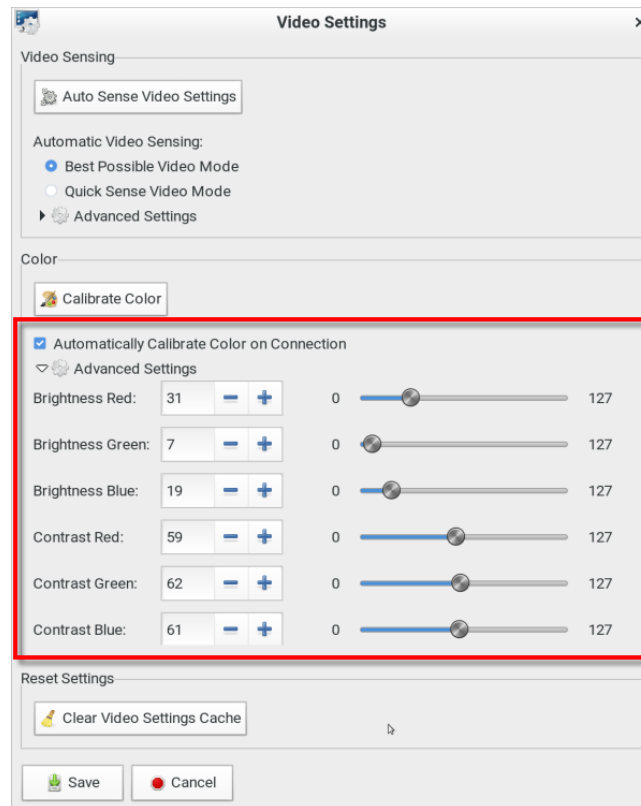 Video Settings
Video Sensing
Auto Sense Video Settings
Automatic Video Sensing:
Best Possible Video Mode
Quick Sense Video Mode
Advanced Settings
Color
Calibrate Color
Automatically Calibrate Color on Connection
Advanced Settings
Brightness Red: 31 0 127
Brightness Green: 7 0 127
Brightness Blue: 19 0 127
Contrast Red: 59 0 127
Contrast Green: 62 0 127
Contrast Blue: 61 0 127
Reset Settings
Clear Video Settings Cache
Save Cancel